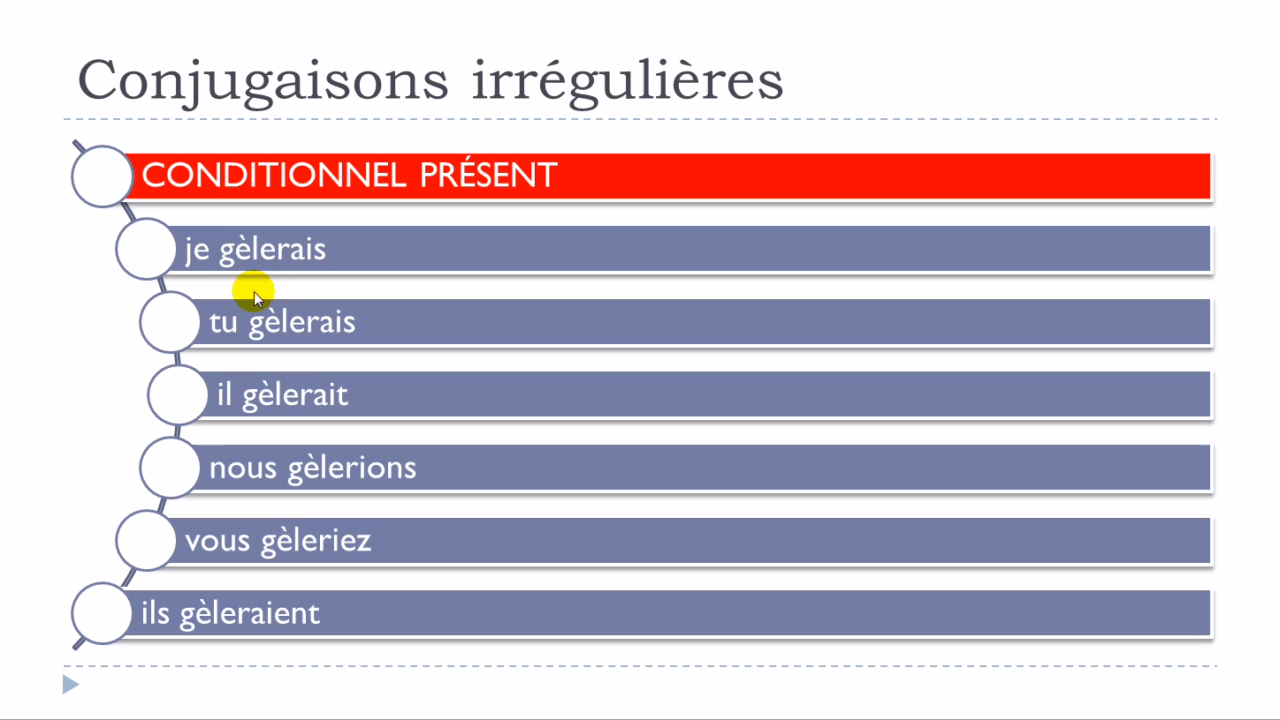 Conjugaisons irrégulières
CONDITIONNEL PRÉSENT
je gèlerais
tu gèlerais
il gèlerait
nous gèlerions
vous gèleriez
ils gèleraient